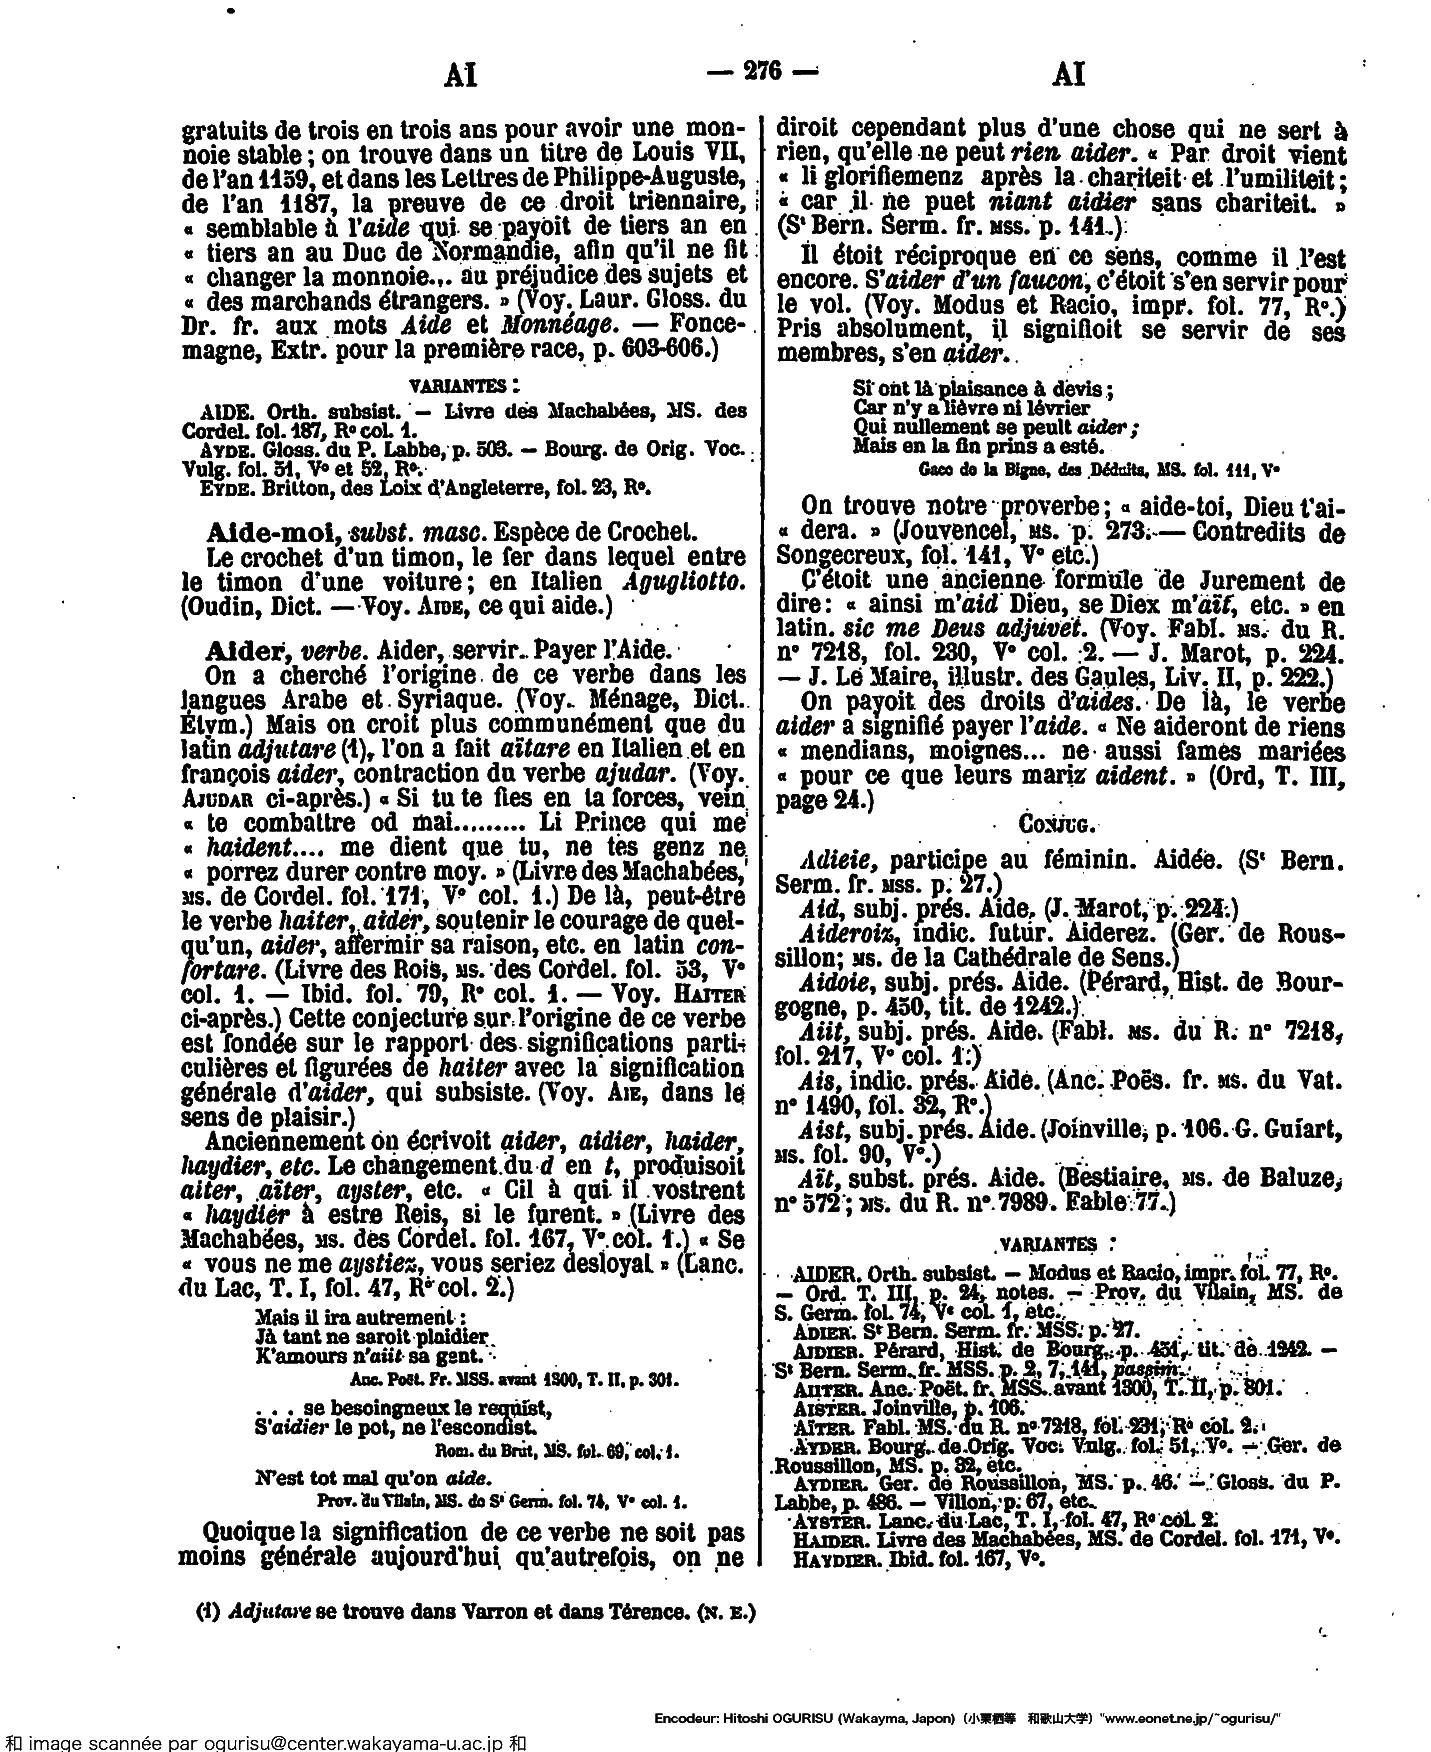 AI
— 276 —
AI
gratuits de trois en trois ans pour avoir une mon-
noie stable ; on trouve dans un titre de Louis VII,
de l'an 1159, et dans les Lettres de Philippe-Auguste,
de l'an 1187, la preuve de ce droit triennaire,
« semblable à l'aide qui se payoit de tiers an en
« tiers an au Duc de Normandie, afin qu'il ne fit
« changer la monnoie... au préjudice des sujets et
« des marchands étrangers. » (Voy. Laur. Gloss. du
Dr. fr. aux mots Aide et Monnéage. — Fonce-
magne, Extr. pour la première race, p. 603-606.)
VARIANTES :
AIDE. Orth. subsist. — Livre des Machabées, MS. des
Cordel. fol. 187, R° col. 1.
AYDE. Gloss. du P. Labbe, p. 503. — Bourg. de Orig. Voc.
Vulg. fol. 51, V° et 52, R°.
EYDE. Britton, des Loix d'Angleterre, fol. 23, R°.
Aide-moi, subst. masc. Espèce de Crochet.
Le crochet d'un timon, le fer dans lequel entre
le timon d'une voiture ; en Italien Agugliotto.
(Oudin, Dict. — Voy. AIDE, ce qui aide.)
Aider, verbe. Aider, servir. Payer l'Aide.
On a cherché l'origine de ce verbe dans les
langues Arabe et Syriaque. (Voy. Ménage, Dict.
Étym.) Mais on croit plus communément que du
latin adjutare (1), l'on a fait aïtare en Italien et en
françois aider, contraction du verbe ajudar. (Voy.
AJUDAR ci-après.) « Si tu te fies en ta forces, vein
« te combattre od mai......... Li Prince qui me
« haident.... me dient que tu, ne tes genz ne
« porrez durer contre moy. » (Livre des Machabées,
MS. de Cordel. fol. 171, V° col. 1.) De là, peut-être
le verbe haiter, aider, soutenir le courage de quel-
qu'un, aider, affermir sa raison, etc. en latin con-
fortare. (Livre des Rois, MS. des Cordel. fol. 53, V°
col. 1. — Ibid. fol. 79, R° col. 1. — Voy. HAITER
ci-après.) Cette conjecture sur l'origine de ce verbe
est fondée sur le rapport des significations parti-
culières et figurées de haiter avec la signification
générale d'aider, qui subsiste. (Voy. AIE, dans le
sens de plaisir.)
Anciennement on écrivoit aider, aidier, haider,
haydier, etc. Le changement du d en t, produisoit
aiter, aïter, ayster, etc. « Cil à qui il vostrent
« haydier à estre Reis, si le furent. » (Livre des
Machabées, MS. des Cordel. fol. 167, V° col. 1.) « Se
« vous ne me aystiez, vous seriez desloyal » (Lanc.
du Lac, T. I, fol. 47, R° col. 2.)
Mais il ira autrement :
Jà tant ne saroit plaidier
K'amours n'aiit sa gent.
Anc. Poët. Fr. MSS. avant 1300, T. II, p. 301.
. . . se besoingneux le requist,
S'aidier le pot, ne l'escondist.
Rom. du Brut, MS. fol. 69, col. 1.
N'est tot mal qu'on aide.
Prov. du Vilain, MS. de St Germ. fol. 74, V° col. 1.
Quoique la signification de ce verbe ne soit pas
moins générale aujourd'hui qu'autrefois, on ne
diroit cependant plus d'une chose qui ne sert à
rien, qu'elle ne peut rien aider. « Par droit vient
« li glorifiemenz après la chariteit et l'umiliteit ;
« car il ne puet niant aidier sans chariteit. »
(St Bern. Serm. fr. MSS. p. 141.)
Il étoit réciproque en ce sens, comme il l'est
encore. S'aider d'un faucon, c'étoit s'en servir pour
le vol. (Voy. Modus et Racio, impr. fol. 77, R°.)
Pris absolument, il signifioit se servir de ses
membres, s'en aider.
Si ont là plaisance à devis ;
Car n'y a lièvre ni lévrier
Qui nullement se peult aider ;
Mais en la fin prins a esté.
Gace de la Bigne, des Déduits, MS. fol. 111, V°
On trouve notre proverbe ; « aide-toi, Dieu t'ai-
« dera. » (Jouvencel, MS. p. 273. — Contredits de
Songecreux, fol. 141, V° etc.)
C'étoit une ancienne formule de Jurement de
dire : « ainsi m'aid Dieu, se Diex m'aït, etc. » en
latin. sic me Deus adjuvet. (Voy. Fabl. MS. du R.
n° 7218, fol. 230, V° col. 2. — J. Marot, p. 224.
— J. Le Maire, illustr. des Gaules, Liv. II, p. 222.)
On payoit des droits d'aides. De là, le verbe
aider a signifié payer l'aide. « Ne aideront de riens
« mendians, moignes... ne aussi fames mariées
« pour ce que leurs mariz aident. » (Ord, T. III,
page 24.)
CONJUG.
Adieie, participe au féminin. Aidée. (St Bern.
Serm. fr. MSS. p. 27.)
Aid, subj. prés. Aide. (J. Marot, p. 224.)
Aideroiz, indic. futur. Aiderez. (Ger. de Rous-
sillon; MS. de la Cathédrale de Sens.)
Aidoie, subj. prés. Aide. (Pérard, Hist. de Bour-
gogne, p. 450, tit. de 1242.)
Aiit, subj. prés. Aide. (Fabl. MS. du R. n° 7218,
fol. 217, V° col. 1.)
Ais, indic. prés. Aide. (Anc. Poës. fr. MS. du Vat.
n° 1490, fol. 32, R°.)
Aist, subj. prés. Aide. (Joinville, p. 106. G. Guiart,
MS. fol. 90, V°.)
Aït, subst. prés. Aide. (Bestiaire, MS. de Baluze,
n° 572 ; MS. du R. n° 7989. Fable 77.)
VARIANTES :
AIDER. Orth. subsist. — Modus et Racio, impr. fol. 77, R°.
— Ord. T. III, p. 24, notes. — Prov. du Vilain, MS. de
S. Germ. fol. 74, V° col. 1, etc.
ADIER. St Bern. Serm. fr. MSS. p. 27.
AIDIER. Pérard, Hist. de Bourg. p. 451, tit. de 1242. —
St Bern. Serm. fr. MSS. p. 2, 7, 141, passim.
AIITER. Anc. Poët. fr. MSS. avant 1300, T. II, p. 301.
AISTER. Joinville, p. 106.
AÏTER. Fabl. MS. du R. n° 7218, fol. 231, R° col. 2.
AYDER. Bourg. de Orig. Voc. Vulg. fol. 51, V°. — Ger. de
Roussillon, MS. p. 32, etc.
AYDIER. Ger. de Roussillon, MS. p. 46. — Gloss. du P.
Labbe, p. 486. — Villon, p. 67, etc.
AYSTER. Lanc. du Lac, T. I, fol. 47, R° col. 2.
HAIDER. Livre des Machabées, MS. de Cordel. fol. 171, V°.
HAYDIER. Ibid. fol. 167, V°.
(1) Adjutare se trouve dans Varron et dans Térence. (N. E.)
Encodeur: Hitoshi OGURISU (Wakayma, Japon) (小栗栖等 和歌山大学) "www.eonet.ne.jp/~ogurisu/"
和 image scannée par ogurisu@center.wakayama-u.ac.jp 和